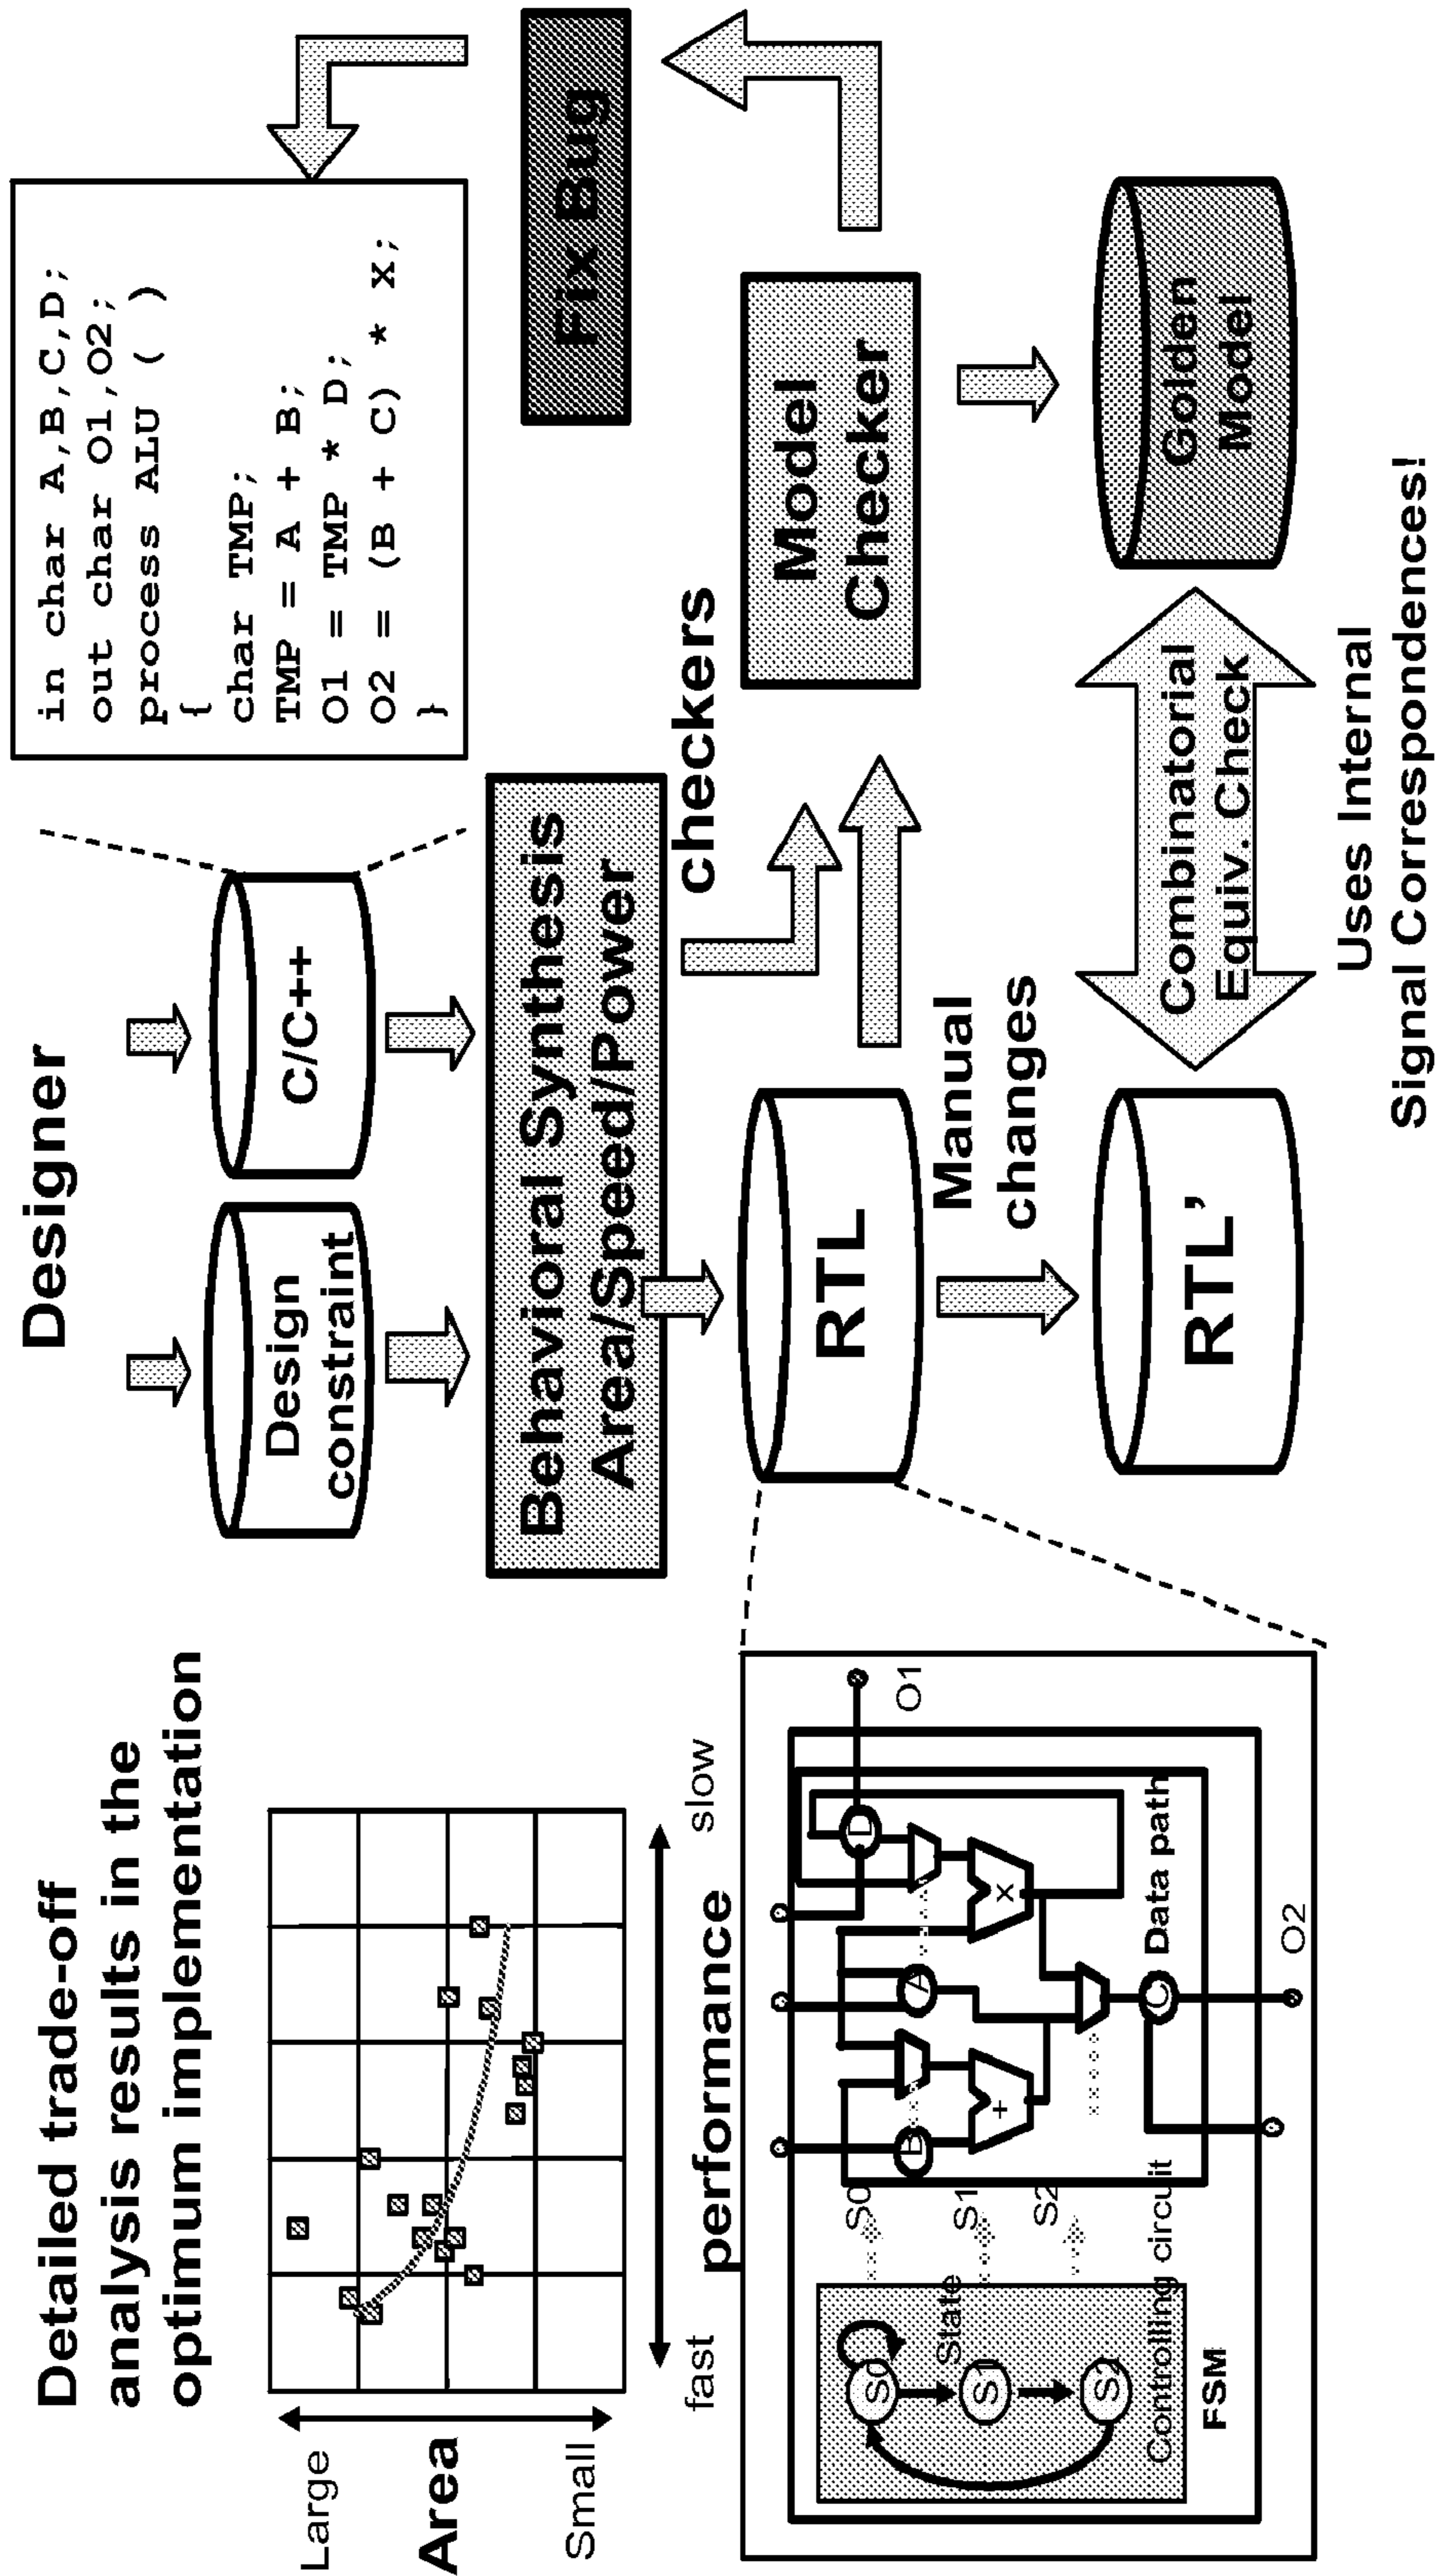 Detailed trade-off
analysis results in the
optimum implementation
Large
Area
Small
fast
slow
performance
Designer
Design
constraint
C/C++
in char A,B,C,D;
out char O1,O2;
process ALU ( )
{
char TMP;
TMP = A + B;
O1 = TMP * D;
O2 = (B + C) * x;
}
Behavioral Synthesis
Area/Speed/Power
Fix Bug
checkers
Model
Checker
RTL
Manual
changes
RTL’
Combinatorial
Equiv. Check
Golden
Model
Uses Internal
Signal Correspondences!
S0
State
S1
S2
Controlling circuit
FSM
S0
S1
S2
B
A
D
+
x
C
Data path
O1
O2